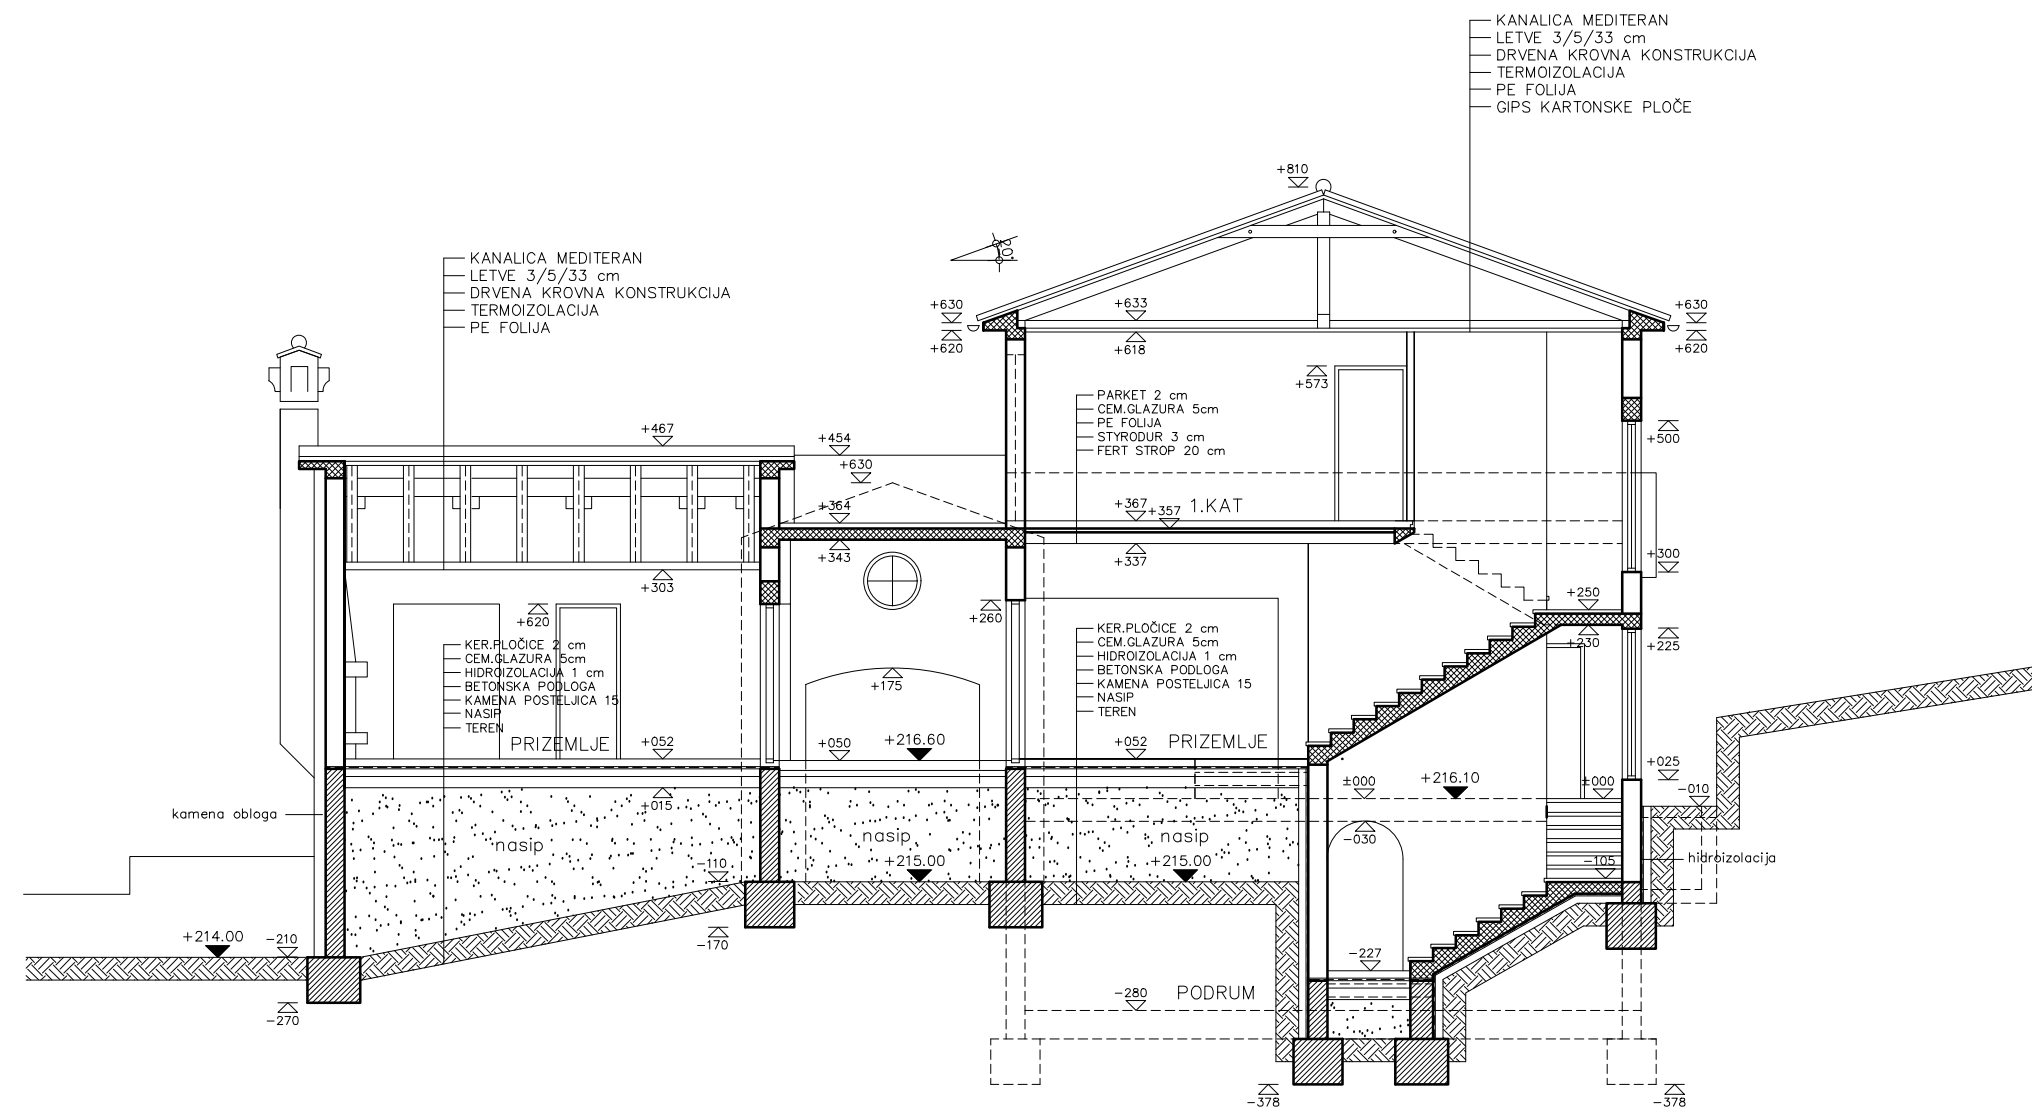 KANALICA MEDITERAN
LETVE 3/5/33 cm
DRVENA KROVNA KONSTRUKCIJA
TERMOIZOLACIJA
PE FOLIJA
GIPS KARTONSKE PLOČE
+810
20°
KANALICA MEDITERAN
LETVE 3/5/33 cm
DRVENA KROVNA KONSTRUKCIJA
TERMOIZOLACIJA
PE FOLIJA
+630
+633
+630
+620
+618
+620
+573
PARKET 2 cm
CEM.GLAZURA 5cm
PE FOLIJA
STYRODUR 3 cm
FERT STROP 20 cm
+467
+454
+500
+630
+364
+367
1.KAT
+357
+343
+337
+300
+303
+250
+620
+260
+230
+225
KER.PLOČICE 2 cm
CEM.GLAZURA 5cm
HIDROIZOLACIJA 1 cm
BETONSKA PODLOGA
KAMENA POSTELJICA 15
NASIP
TEREN
KER.PLOČICE 2 cm
CEM.GLAZURA 5cm
HIDROIZOLACIJA 1 cm
BETONSKA PODLOGA
KAMENA POSTELJICA 15
NASIP
TEREN
+175
PRIZEMLJE
+052
+050
+216.60
+052
PRIZEMLJE
+025
+015
±000
+216.10
±000
-010
kamena obloga
nasip
nasip
nasip
-030
hidroizolacija
-110
+215.00
+215.00
-105
+214.00
-210
-170
-227
-270
-280
PODRUM
-378
-378